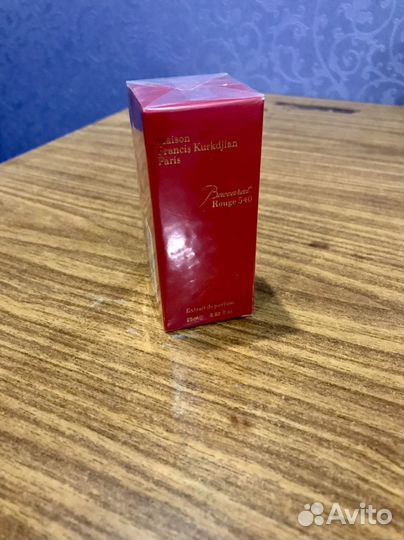 Maison
Francis Kurkdjian
Paris
Baccarat
Rouge 540
Extrait de parfum
Avito